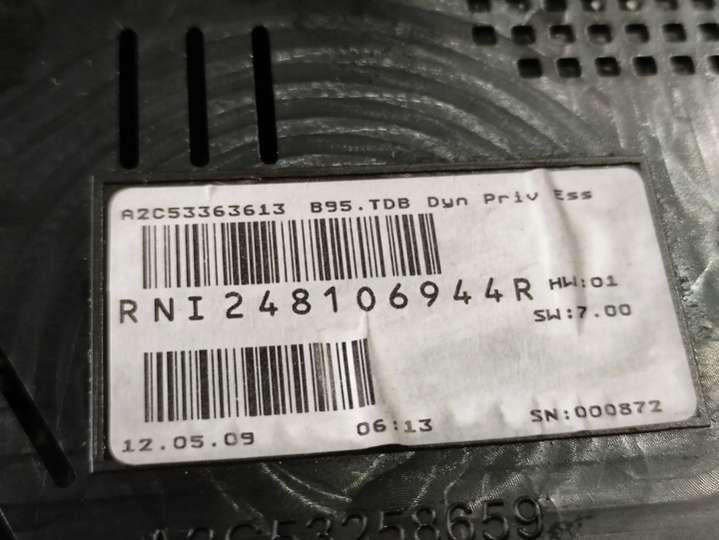 A2C53363613 B95.TDB Dyn Priv Ess
RNI248106944R HW:01
SW:7.00
12.05.09 06:13 SN:000872
A2C53258659